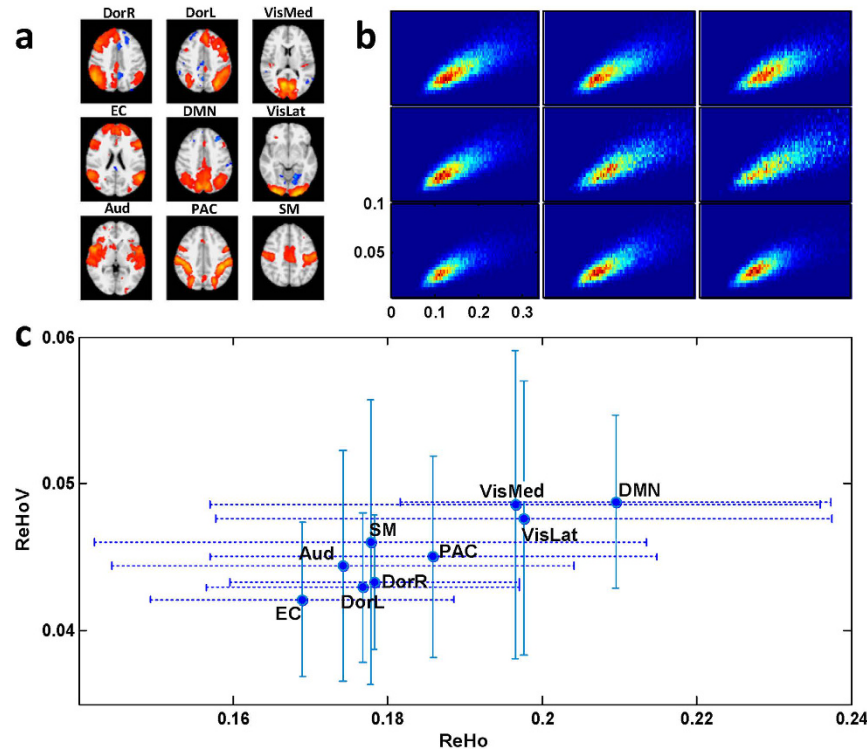 a
DorR DorL VisMed
EC DMN VisLat
Aud PAC SM
b
0.1
0.05
0 0.1 0.2 0.3
c
0.06
0.05
0.04
ReHoV
VisMed
DMN
VisLat
SM
PAC
Aud
DorR
DorL
EC
0.16 0.18 0.2 0.22 0.24
ReHo